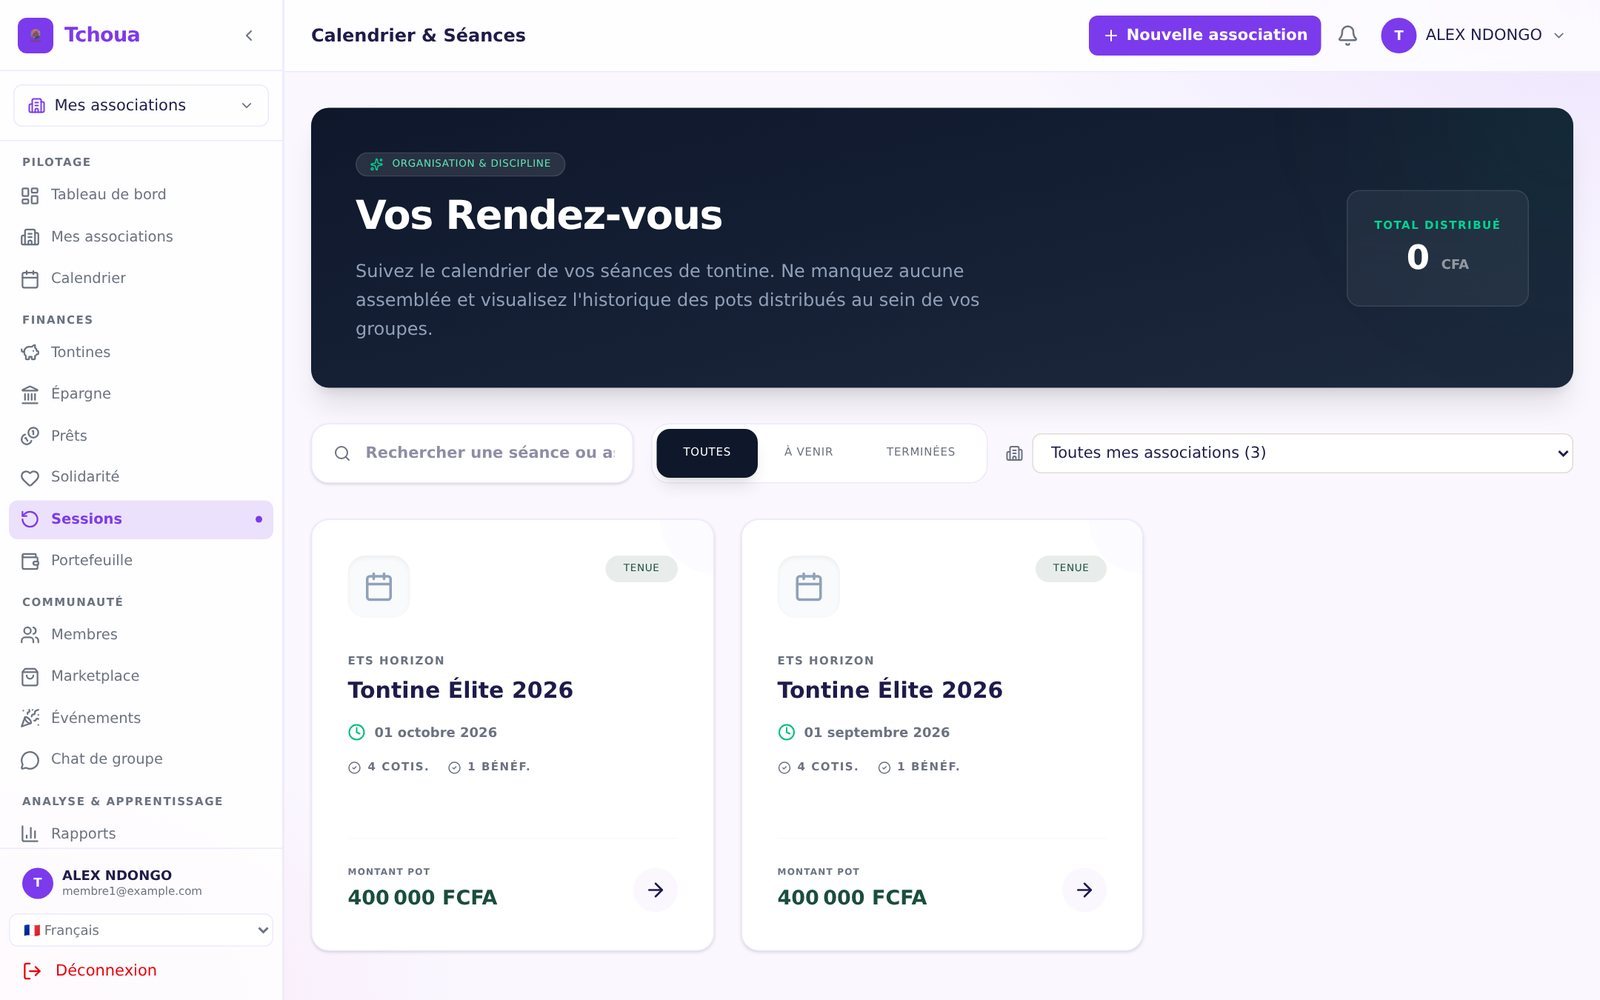 Tchoua
Mes associations
PILOTAGE
Tableau de bord
Mes associations
Calendrier
FINANCES
Tontines
Épargne
Prêts
Solidarité
Sessions
Portefeuille
COMMUNAUTÉ
Membres
Marketplace
Événements
Chat de groupe
ANALYSE & APPRENTISSAGE
Rapports
T
ALEX NDONGO
membre1@example.com
Français
Déconnexion
Calendrier & Séances
Nouvelle association
T
ALEX NDONGO
ORGANISATION & DISCIPLINE
Vos Rendez-vous
Suivez le calendrier de vos séances de tontine. Ne manquez aucune
assemblée et visualisez l'historique des pots distribués au sein de vos
groupes.
TOTAL DISTRIBUÉ
0 CFA
Rechercher une séance ou a
TOUTES
À VENIR
TERMINÉES
Toutes mes associations (3)
TENUE
ETS HORIZON
Tontine Élite 2026
01 octobre 2026
4 COTIS. 1 BÉNÉF.
MONTANT POT
400 000 FCFA
TENUE
ETS HORIZON
Tontine Élite 2026
01 septembre 2026
4 COTIS. 1 BÉNÉF.
MONTANT POT
400 000 FCFA